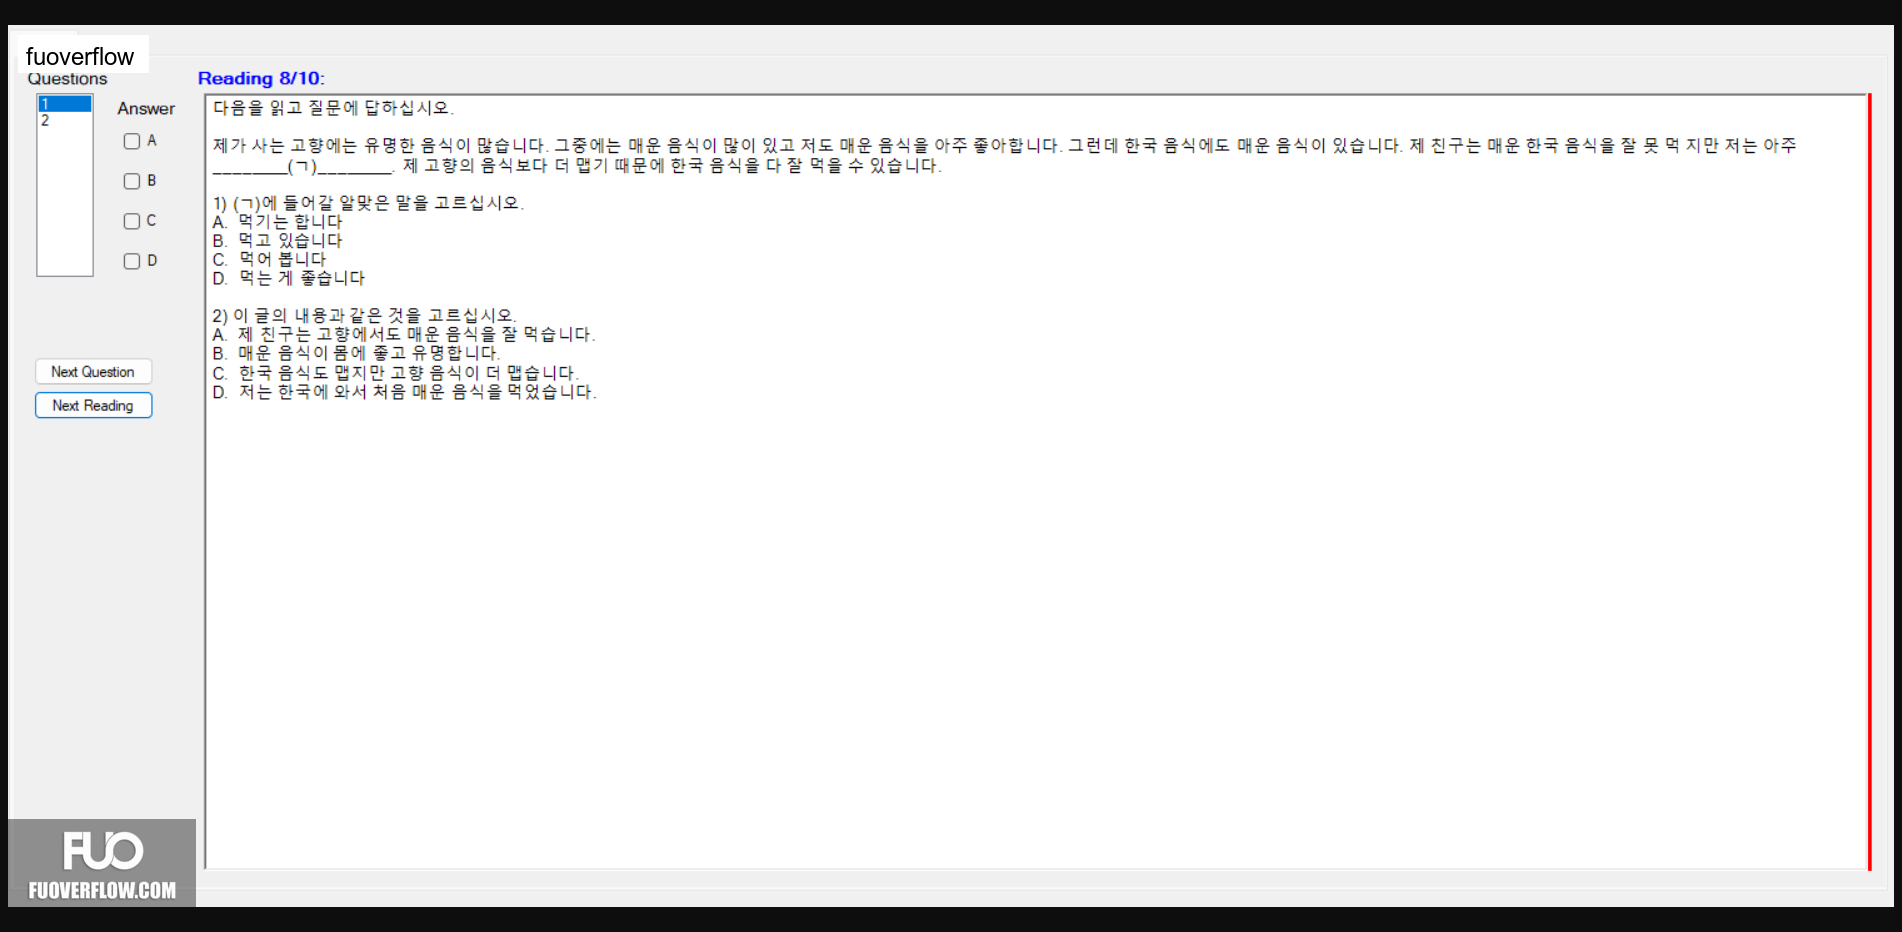 fuoverflow
Questions
Reading 8/10:
1
2
Answer
A
B
C
D
Next Question
Next Reading
다음을 읽고 질문에 답하십시오.
제가 사는 고향에는 유명한 음식이 많습니다. 그중에는 매운 음식이 많이 있고 저도 매운 음식을 아주 좋아합니다. 그런데 한국 음식에도 매운 음식이 있습니다. 제 친구는 매운 한국 음식을 잘 못 먹 지만 저는 아주
________(ㄱ)________. 제 고향의 음식보다 더 맵기 때문에 한국 음식을 다 잘 먹을 수 있습니다.
1) (ㄱ)에 들어갈 알맞은 말을 고르십시오.
A. 먹기는 합니다
B. 먹고 있습니다
C. 먹어 봅니다
D. 먹는 게 좋습니다
2) 이 글의 내용과 같은 것을 고르십시오.
A. 제 친구는 고향에서도 매운 음식을 잘 먹습니다.
B. 매운 음식이 몸에 좋고 유명합니다.
C. 한국 음식도 맵지만 고향 음식이 더 맵습니다.
D. 저는 한국에 와서 처음 매운 음식을 먹었습니다.
FUO
FUOVERFLOW.COM